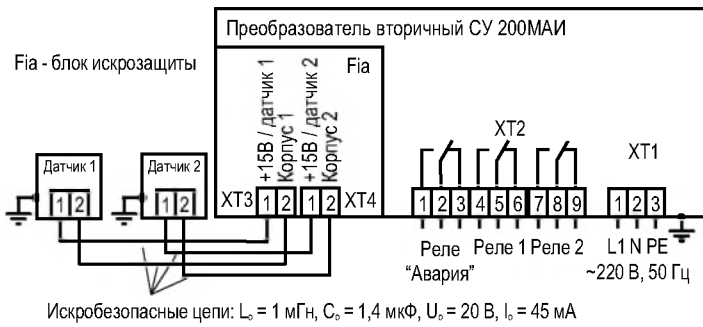 Преобразователь вторичный СУ 200МАИ
Fia - блок искрозащиты
Fia
+15В / датчик 1
Корпус 1
+15В / датчик 2
Корпус 2
Датчик 1
1 2
Датчик 2
1 2
XT3
1 2
1 2
XT4
XT2
1 2 3 4 5 6 7 8 9
XT1
1 2 3
Реле
“Авария”
Реле 1
Реле 2
L1 N PE
~220 В, 50 Гц
Искробезопасные цепи: Lₒ = 1 мГн, Cₒ = 1,4 мкФ, Uₒ = 20 В, Iₒ = 45 мА